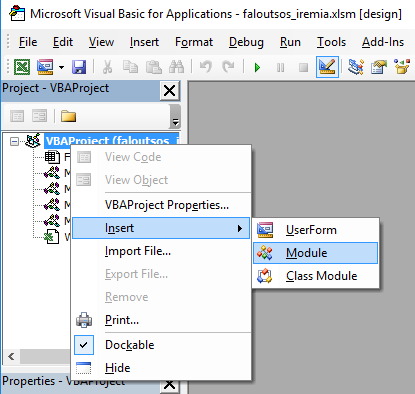 Microsoft Visual Basic for Applications - faloutsos_iremia.xlsm [design]
File Edit View Insert Format Debug Run Tools Add-Ins
Project - VBAProject
VBAProject (faloutsos_i
View Code
View Object
VBAProject Properties...
Insert
UserForm
Import File...
Module
Export File...
Class Module
Remove
Print...
Dockable
Hide
Properties - VBAProject